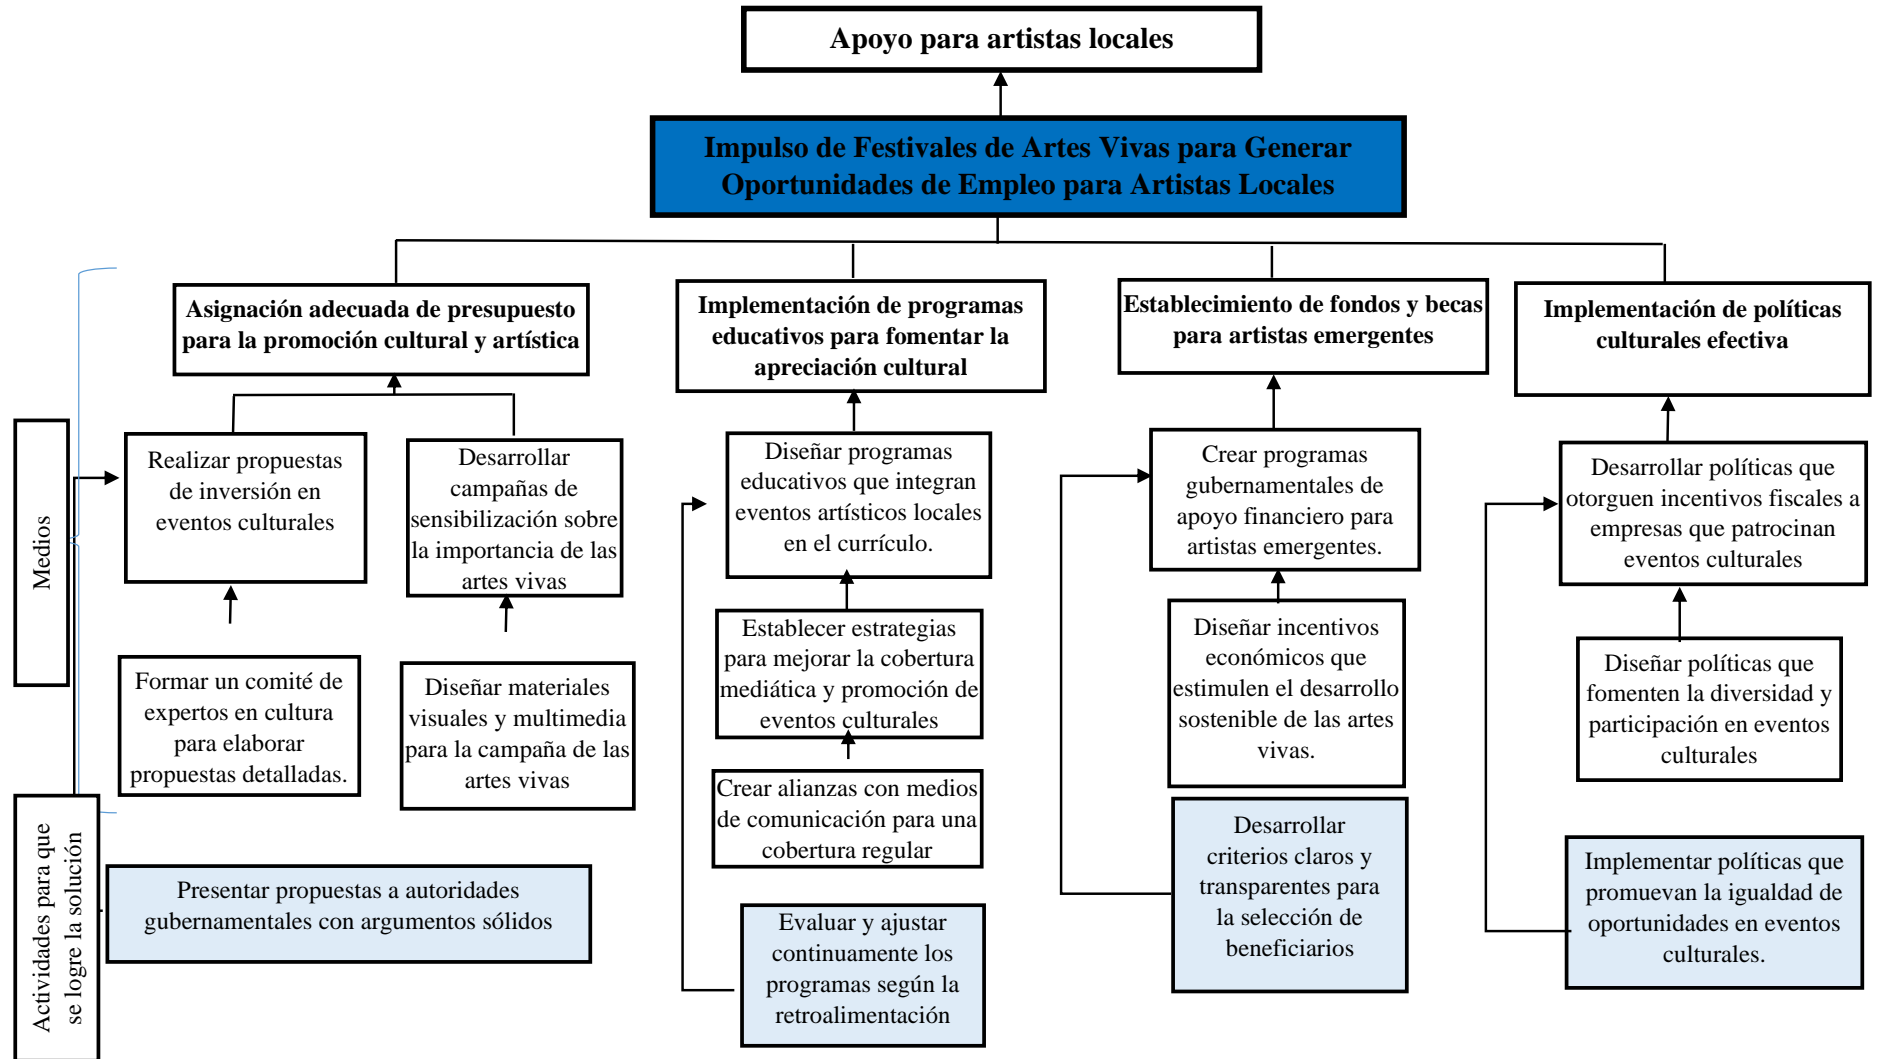 Apoyo para artistas locales
Impulso de Festivales de Artes Vivas para Generar
Oportunidades de Empleo para Artistas Locales
Asignación adecuada de presupuesto
para la promoción cultural y artística
Implementación de programas
educativos para fomentar la
apreciación cultural
Establecimiento de fondos y becas
para artistas emergentes
Implementación de políticas
culturales efectiva
Medios
Realizar propuestas
de inversión en
eventos culturales
Desarrollar
campañas de
sensibilización sobre
la importancia de las
artes vivas
Diseñar programas
educativos que integran
eventos artísticos locales
en el currículo.
Crear programas
gubernamentales de
apoyo financiero para
artistas emergentes.
Desarrollar políticas que
otorguen incentivos fiscales a
empresas que patrocinan
eventos culturales
Formar un comité de
expertos en cultura
para elaborar
propuestas detalladas.
Diseñar materiales
visuales y multimedia
para la campaña de las
artes vivas
Establecer estrategias
para mejorar la cobertura
mediática y promoción de
eventos culturales
Diseñar incentivos
económicos que
estimulen el desarrollo
sostenible de las artes
vivas.
Diseñar políticas que
fomenten la diversidad y
participación en eventos
culturales
Crear alianzas con medios
de comunicación para una
cobertura regular
Actividades para que
se logre la solución
Presentar propuestas a autoridades
gubernamentales con argumentos sólidos
Evaluar y ajustar
continuamente los
programas según la
retroalimentación
Desarrollar
criterios claros y
transparentes para
la selección de
beneficiarios
Implementar políticas que
promuevan la igualdad de
oportunidades en eventos
culturales.